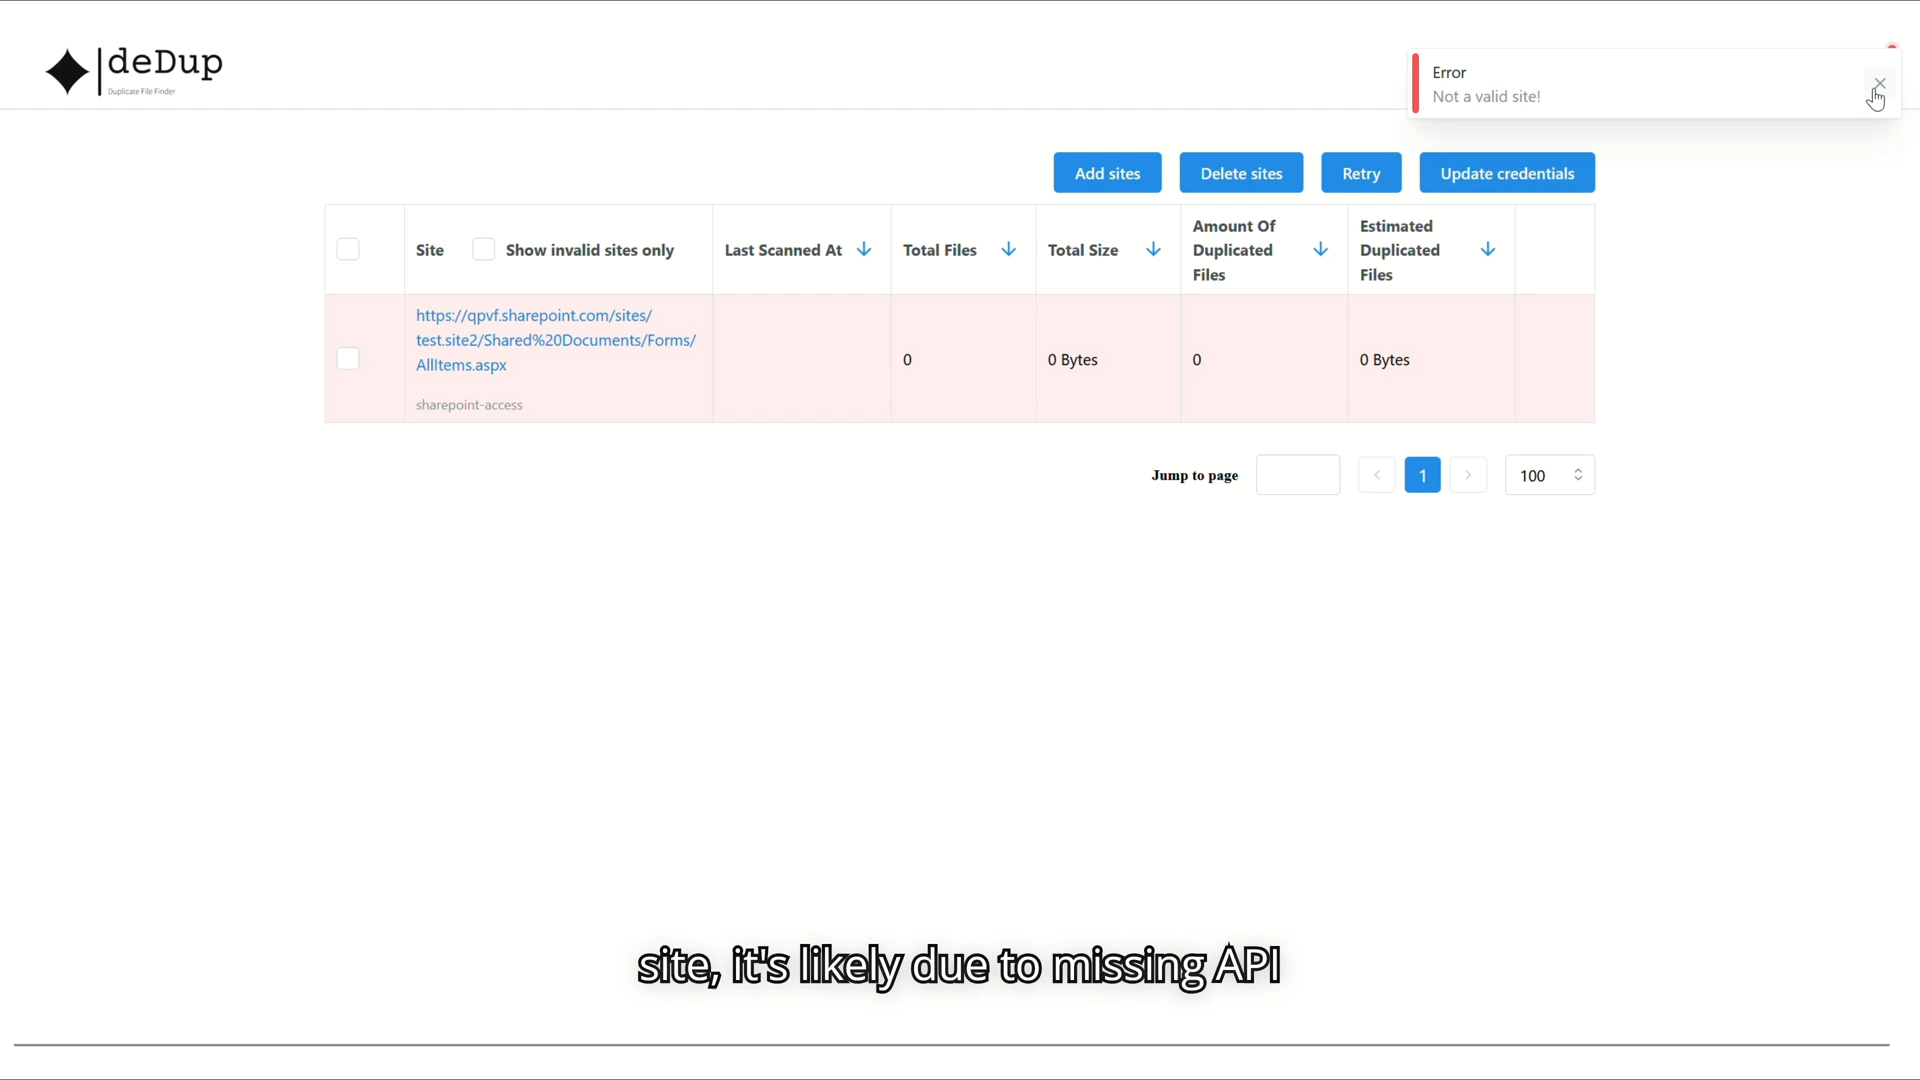 deDup
Duplicate File Finder
Error
Not a valid site!
Add sites
Delete sites
Retry
Update credentials
Site
Show invalid sites only
Last Scanned At
Total Files
Total Size
Amount Of
Duplicated
Files
Estimated
Duplicated
Files
https://qpvf.sharepoint.com/sites/
test.site2/Shared%20Documents/Forms/
AllItems.aspx
sharepoint-access
0
0 Bytes
0
0 Bytes
Jump to page
1
100
site, it's likely due to missing API